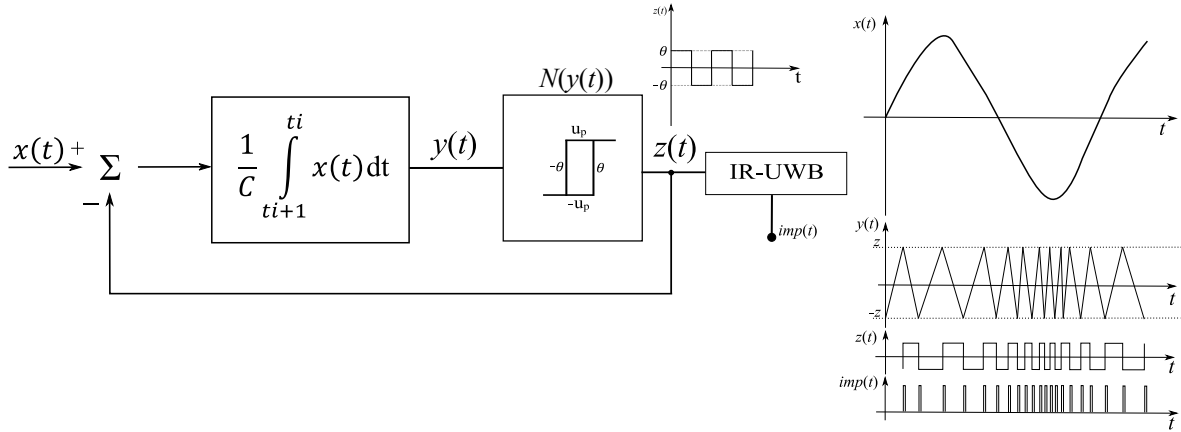 z(t)
θ
-θ
t
x(t) +
Σ
−
1
C
∫
ti
ti+1
x(t) dt
y(t)
N(y(t))
u_p
-θ
θ
-u_p
z(t)
IR-UWB
imp(t)
x(t)
t
y(t)
z
-z
t
z(t)
t
imp(t)
t